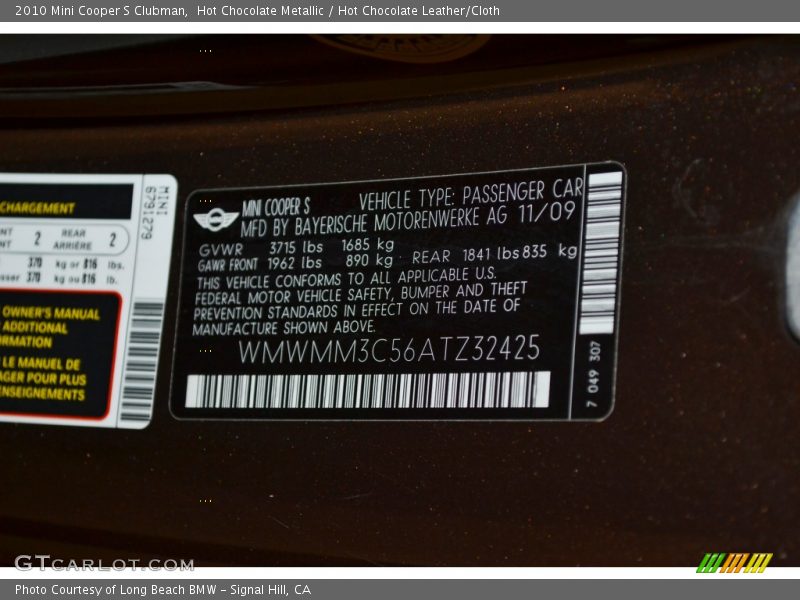 2010 Mini Cooper S Clubman,  Hot Chocolate Metallic / Hot Chocolate Leather/Cloth
CHARGEMENT
2
REAR
ARRIÈRE
2
370 kg or 816 lb.
370 kg ou 816 lb.
OWNER'S MANUAL
ADDITIONAL
LE MANUEL DE
POUR PLUS
MINI
6791279
MINI COOPER S
VEHICLE TYPE: PASSENGER CAR
MFD BY BAYERISCHE MOTORENWERKE AG 11/09
GVWR 3715 lbs 1685 kg
GAWR FRONT 1962 lbs 890 kg REAR 1841 lbs 835 kg
THIS VEHICLE CONFORMS TO ALL APPLICABLE U.S.
FEDERAL MOTOR VEHICLE SAFETY, BUMPER AND THEFT
PREVENTION STANDARDS IN EFFECT ON THE DATE OF
MANUFACTURE SHOWN ABOVE.
WMWMM3C56ATZ32425
7 049 307
GTcarlot.com
Photo Courtesy of Long Beach BMW - Signal Hill, CA